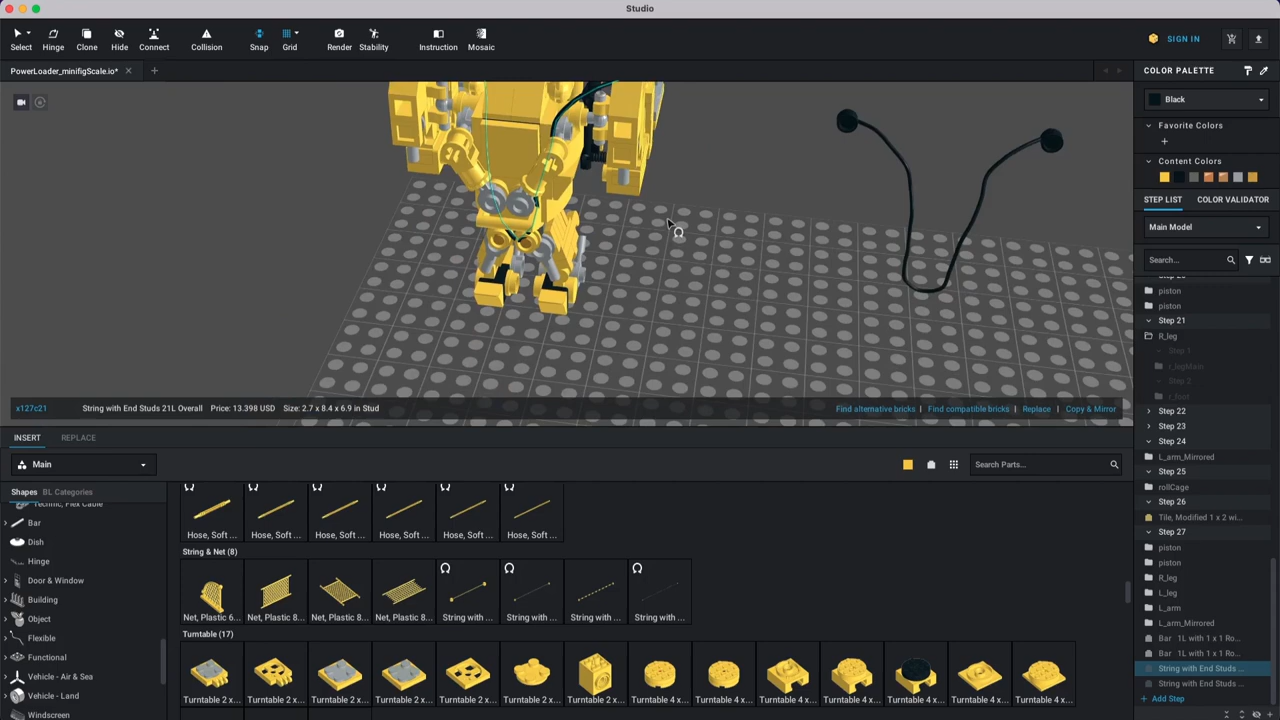 Studio
Select Hinge Clone Hide Connect Collision Snap Grid Render Stability Instruction Mosaic
SIGN IN
PowerLoader_minifigScale.io*
COLOR PALETTE
Black
Favorite Colors
Content Colors
STEP LIST COLOR VALIDATOR
Main Model
Search...
piston
piston
Step 21
R_leg
Step 1
r_legMain
Step 2
r_foot
Step 22
Step 23
Step 24
L_arm_Mirrored
Step 25
rollCage
Step 26
Tile, Modified 1 x 2 wi...
Step 27
piston
piston
R_leg
L_leg
L_arm
L_arm_Mirrored
Bar 1L with 1 x 1 Ro...
Bar 1L with 1 x 1 Ro...
String with End Studs ...
String with End Studs ...
Add Step
x127c21 String with End Studs 21L Overall Price: 13.398 USD Size: 2.7 x 8.4 x 6.9 in Stud
Find alternative bricks | Find compatible bricks | Replace | Copy & Mirror
INSERT REPLACE
Main
Search Parts...
Shapes BL Categories
Technic, Flex Cable
Bar
Dish
Hinge
Door & Window
Building
Object
Flexible
Functional
Vehicle - Air & Sea
Vehicle - Land
Windscreen
Hose, Soft ... Hose, Soft ... Hose, Soft ... Hose, Soft ... Hose, Soft ... Hose, Soft ...
String & Net (8)
Net, Plastic 6... Net, Plastic 8... Net, Plastic 8... Net, Plastic 8... String with ... String with ... String with ... String with ...
Turntable (17)
Turntable 2 x... Turntable 2 x... Turntable 2 x... Turntable 2 x... Turntable 2 x... Turntable 2 x... Turntable 2 x... Turntable 4 x... Turntable 4 x... Turntable 4 x... Turntable 4 x... Turntable 4 x... Turntable 4 x... Turntable 4 x...